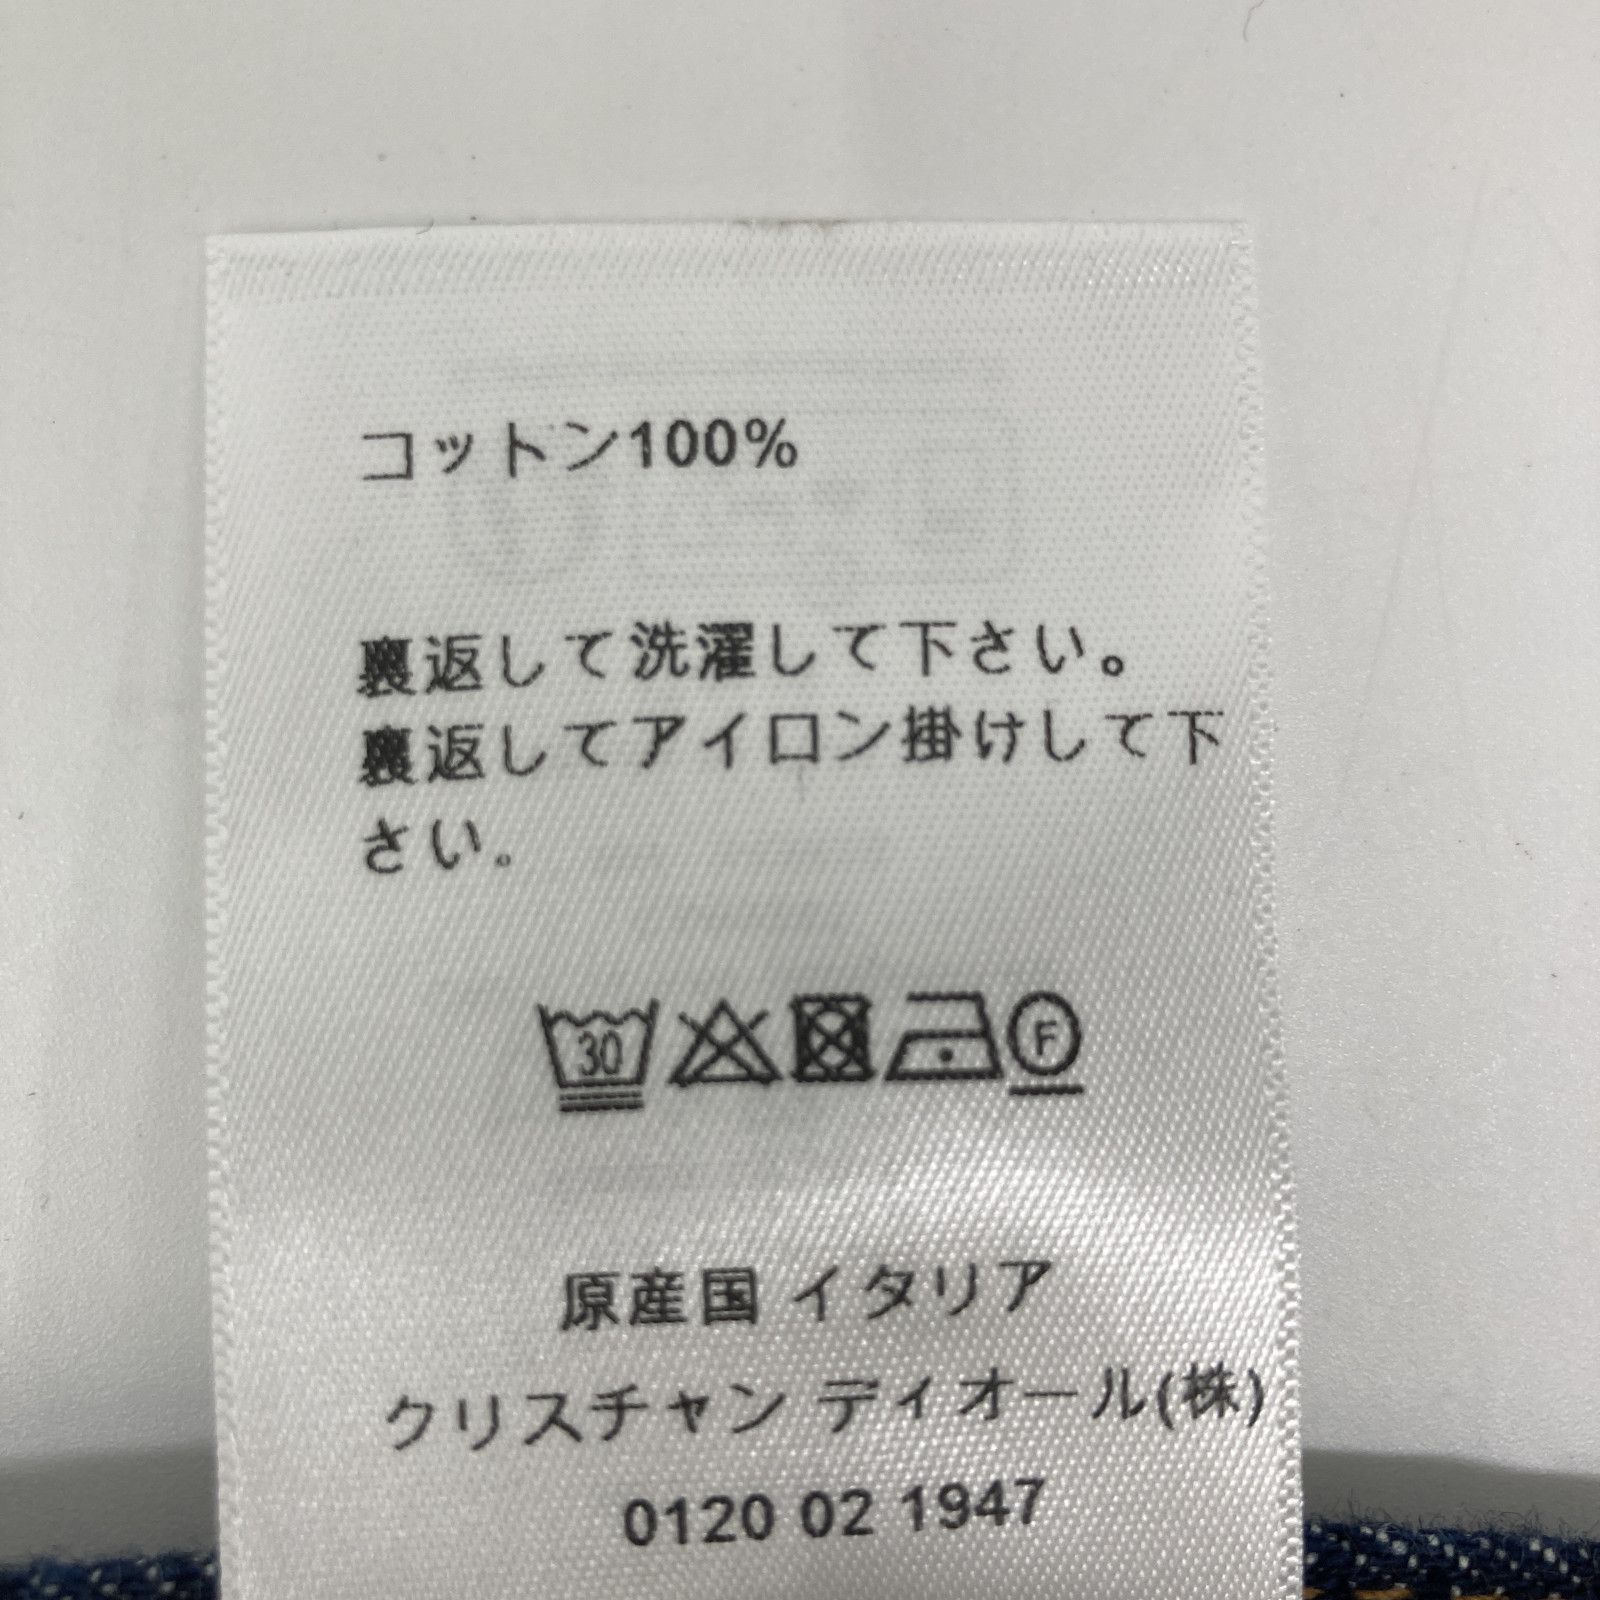 コットン100%
裏返して洗濯して下さい。
裏返してアイロン掛けして下
さい。
30 F
原産国 イタリア
クリスチャン ディオール(株)
0120 02 1947